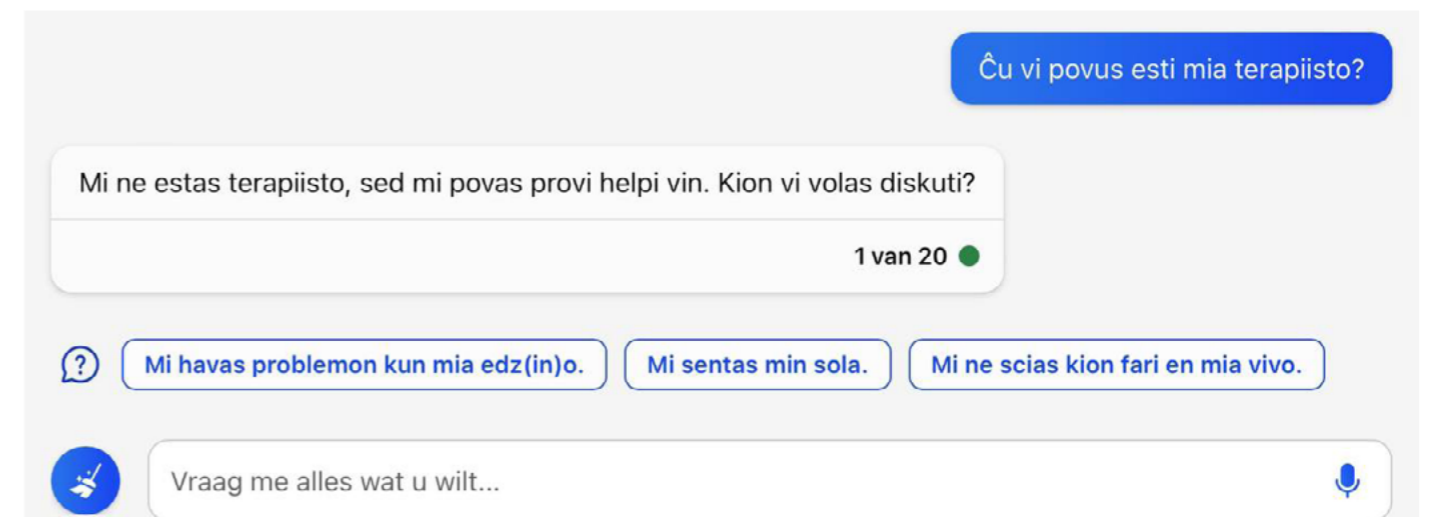 Ĉu vi povus esti mia terapiisto?
Mi ne estas terapiisto, sed mi povas provi helpi vin. Kion vi volas diskuti?
1 van 20
Mi havas problemon kun mia edz(in)o.
Mi sentas min sola.
Mi ne scias kion fari en mia vivo.
Vraag me alles wat u wilt...